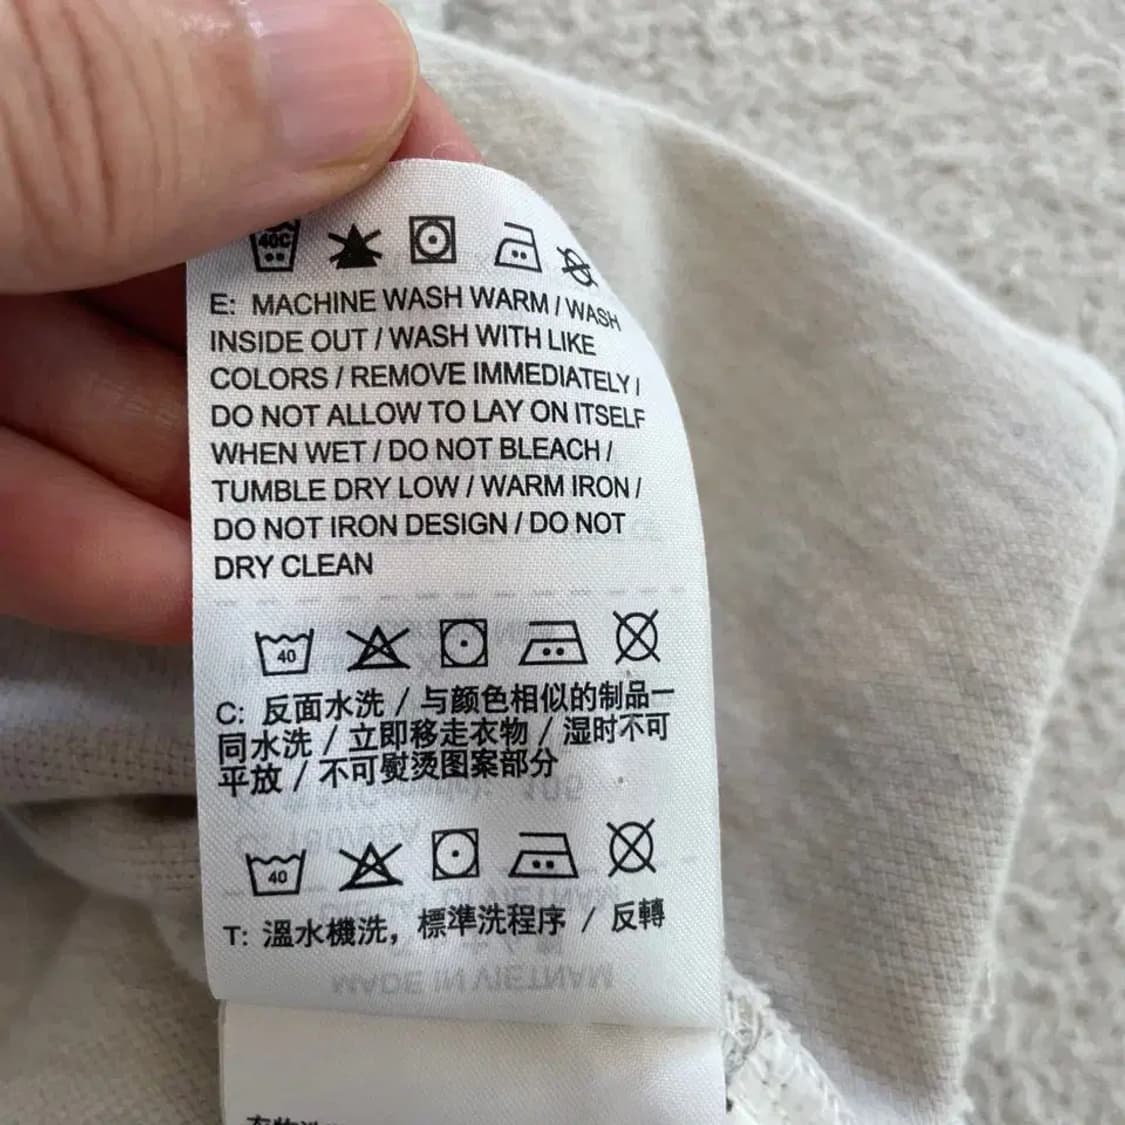 40C
E: MACHINE WASH WARM / WASH
INSIDE OUT / WASH WITH LIKE
COLORS / REMOVE IMMEDIATELY /
DO NOT ALLOW TO LAY ON ITSELF
WHEN WET / DO NOT BLEACH /
TUMBLE DRY LOW / WARM IRON /
DO NOT IRON DESIGN / DO NOT
DRY CLEAN
40
C: 反面水洗 / 与颜色相似的制品一
同水洗 / 立即移走衣物 / 湿时不可
平放 / 不可熨烫图案部分
40
T: 溫水機洗，標準洗程序 / 反轉
MADE IN VIETNAM